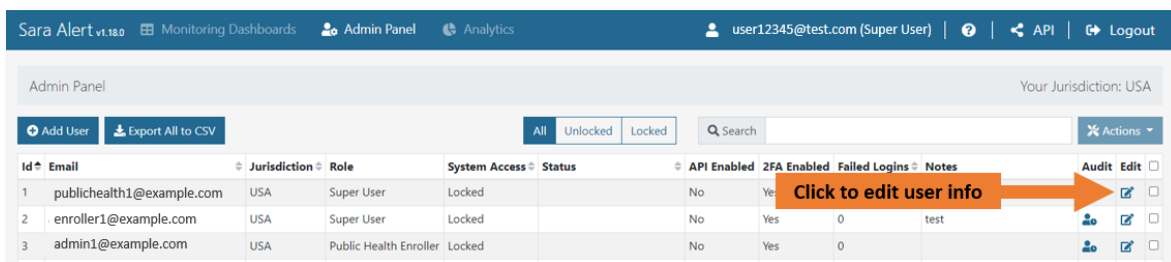 Sara Alert v1.18.0 Monitoring Dashboards Admin Panel Analytics user12345@test.com (Super User) | ? | API | Logout
Admin Panel Your Jurisdiction: USA
Add User Export All to CSV All Unlocked Locked Search Actions
Id Email Jurisdiction Role System Access Status API Enabled 2FA Enabled Failed Logins Notes Audit Edit
1 publichealth1@example.com USA Super User Locked No Click to edit user info
2 enroller1@example.com USA Super User Locked No Yes 0 test
3 admin1@example.com USA Public Health Enroller Locked No Yes 0